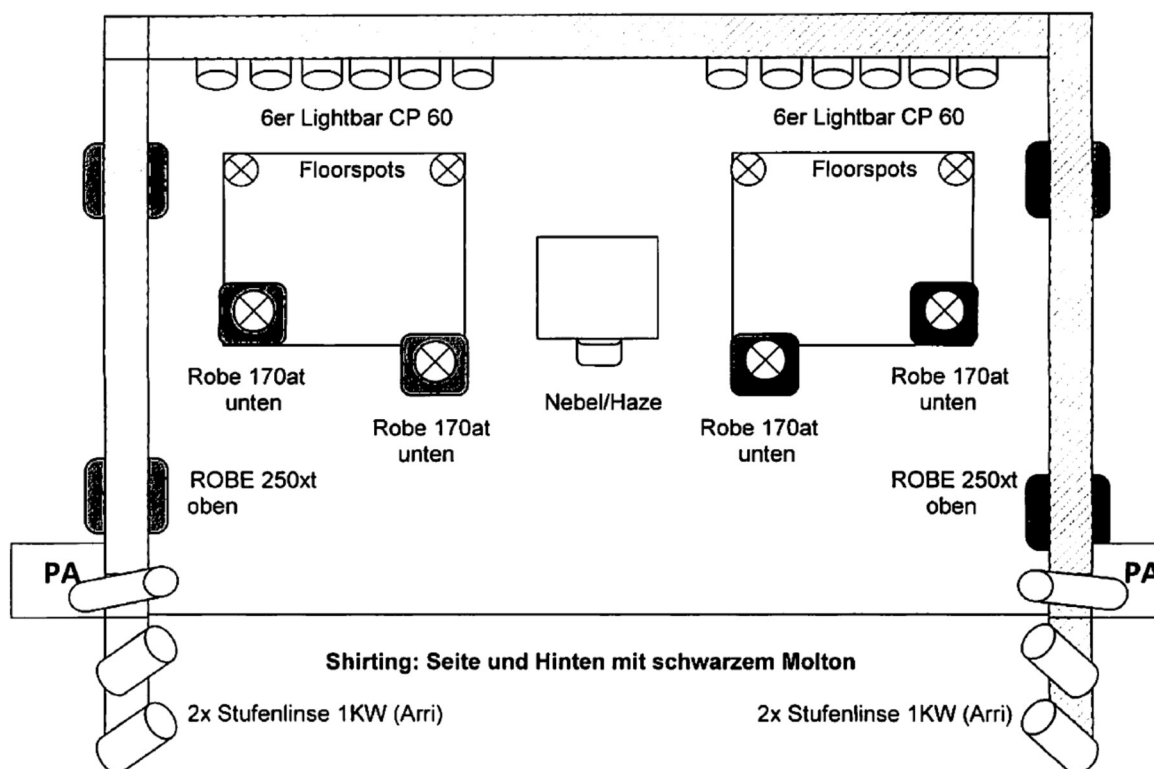 6er Lightbar CP 60
6er Lightbar CP 60
Floorspots
Floorspots
Robe 170at
unten
Robe 170at
unten
Nebel/Haze
Robe 170at
unten
Robe 170at
unten
ROBE 250xt
oben
ROBE 250xt
oben
PA
PA
Shirting: Seite und Hinten mit schwarzem Molton
2x Stufenlinse 1KW (Arri)
2x Stufenlinse 1KW (Arri)